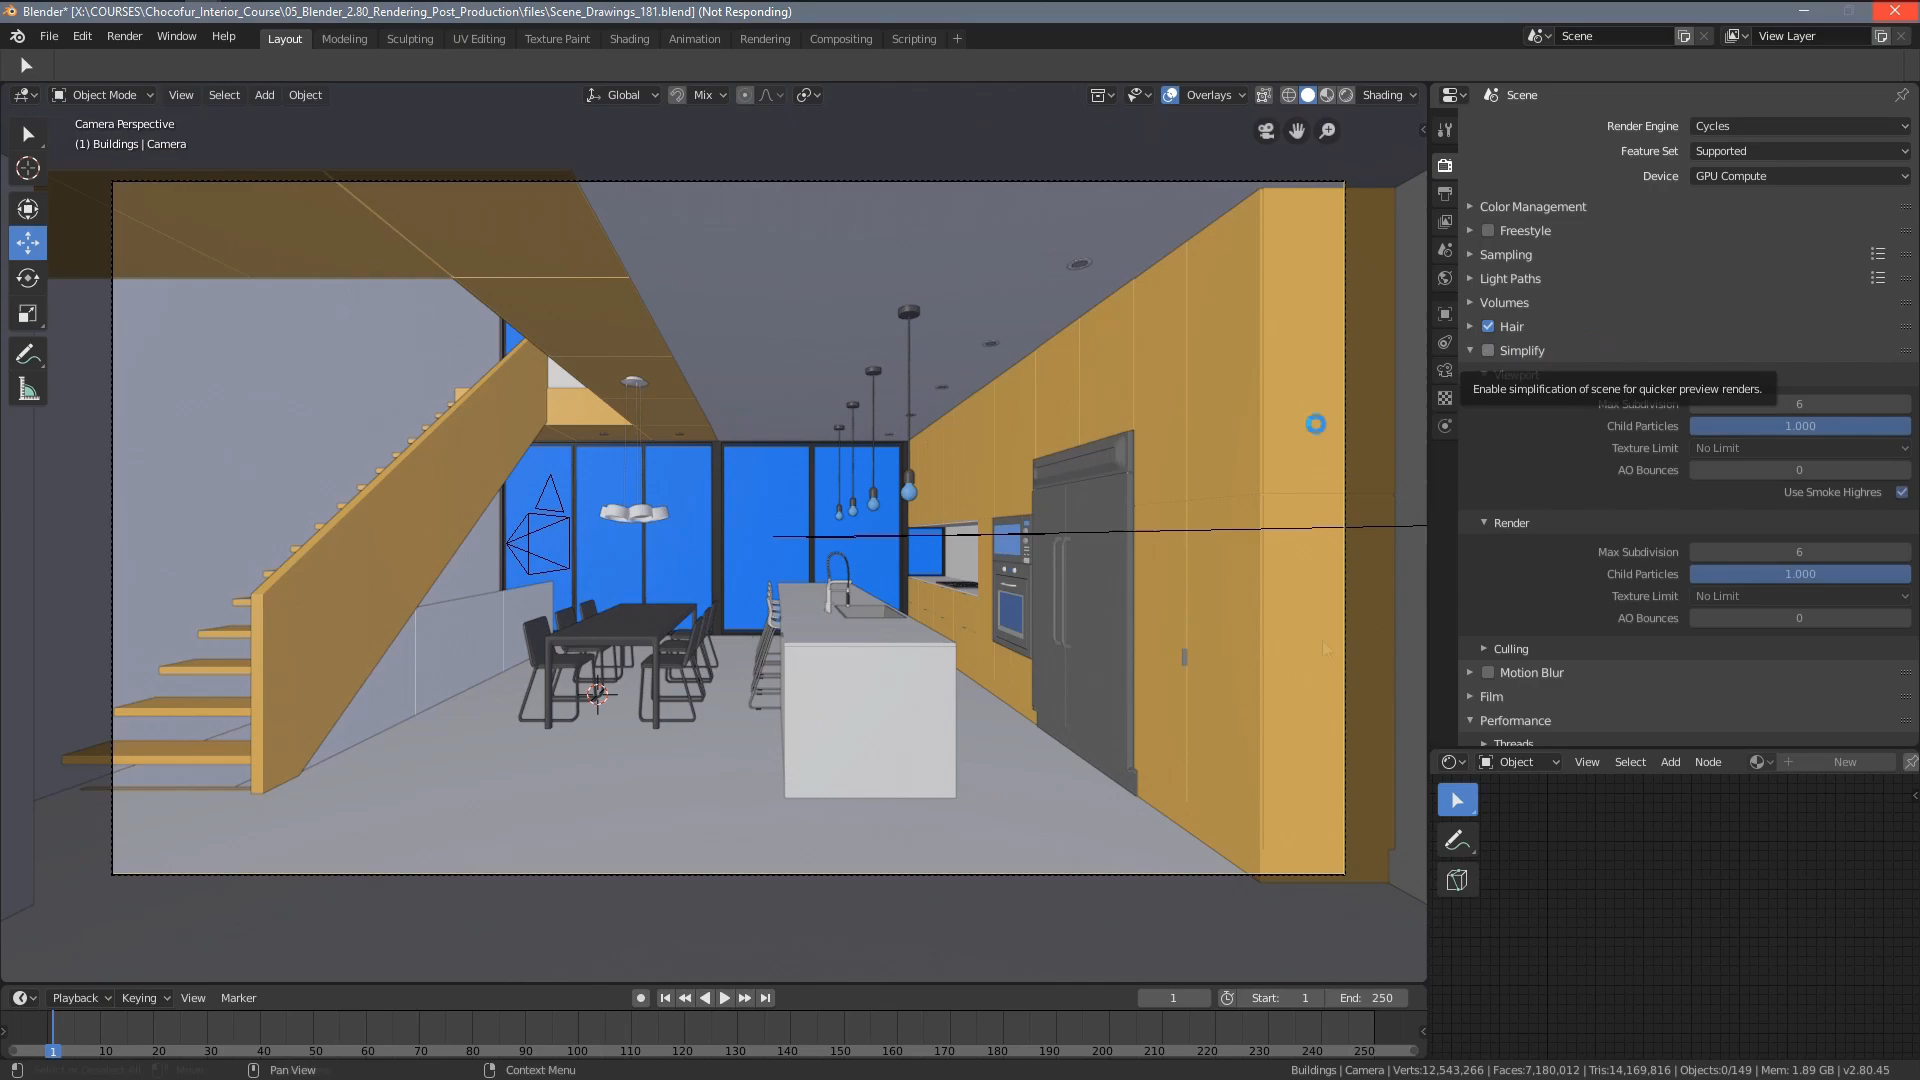 Blender* [X:\COURSES\Chocofur_Interior_Course\05_Blender_2.80_Rendering_Post_Production\files\Scene_Drawings_181.blend] (Not Responding)
File Edit Render Window Help
Layout Modeling Sculpting UV Editing Texture Paint Shading Animation Rendering Compositing Scripting +
Scene
View Layer
Object Mode View Select Add Object
Global Mix
Overlays Shading
Scene
Camera Perspective
(1) Buildings | Camera
Render Engine Cycles
Feature Set Supported
Device GPU Compute
Color Management
Freestyle
Sampling
Light Paths
Volumes
Hair
Simplify
Viewport
Enable simplification of scene for quicker preview renders.
Max Subdivision 6
Child Particles 1.000
Texture Limit No Limit
AO Bounces 0
Use Smoke Highres
Render
Max Subdivision 6
Child Particles 1.000
Texture Limit No Limit
AO Bounces 0
Culling
Motion Blur
Film
Performance
Threads
Object View Select Add Node New
Playback Keying View Marker
1 Start: 1 End: 250
1 10 20 30 40 50 60 70 80 90 100 110 120 130 140 150 160 170 180 190 200 210 220 230 240 250
Pan View Context Menu
Buildings | Camera | Verts:12,543,266 | Faces:7,180,012 | Tris:14,169,816 | Objects:0/149 | Mem: 1.89 GB | v2.80.45